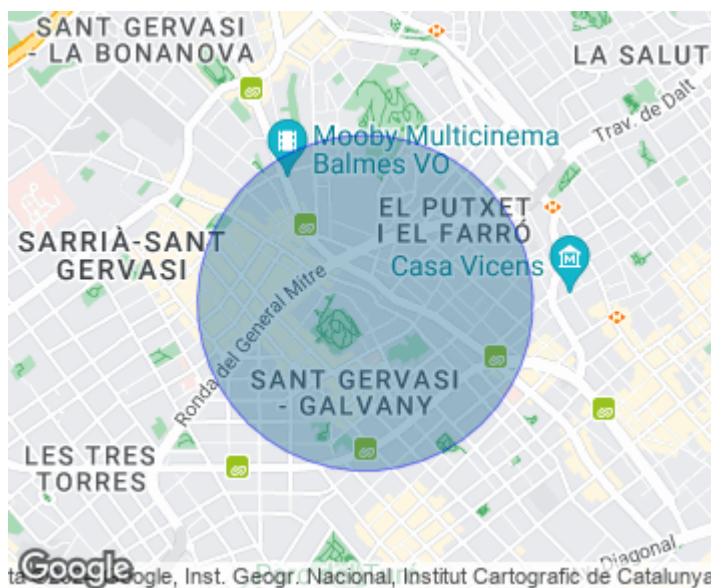 SANT GERVASI
- LA BONANOVA
LA SALUT
Trav. de Dalt
Mooby Multicinema
Balmes VO
EL PUTXET
I EL FARRÓ
SARRIÀ-SANT
GERVASI
Casa Vicens
M
Ronda del General Mitre
SANT GERVASI
- GALVANY
LES TRES
TORRES
Diagonal
Google
Google, Inst. Geogr. Nacional, Institut Cartogràfic de Catalunya